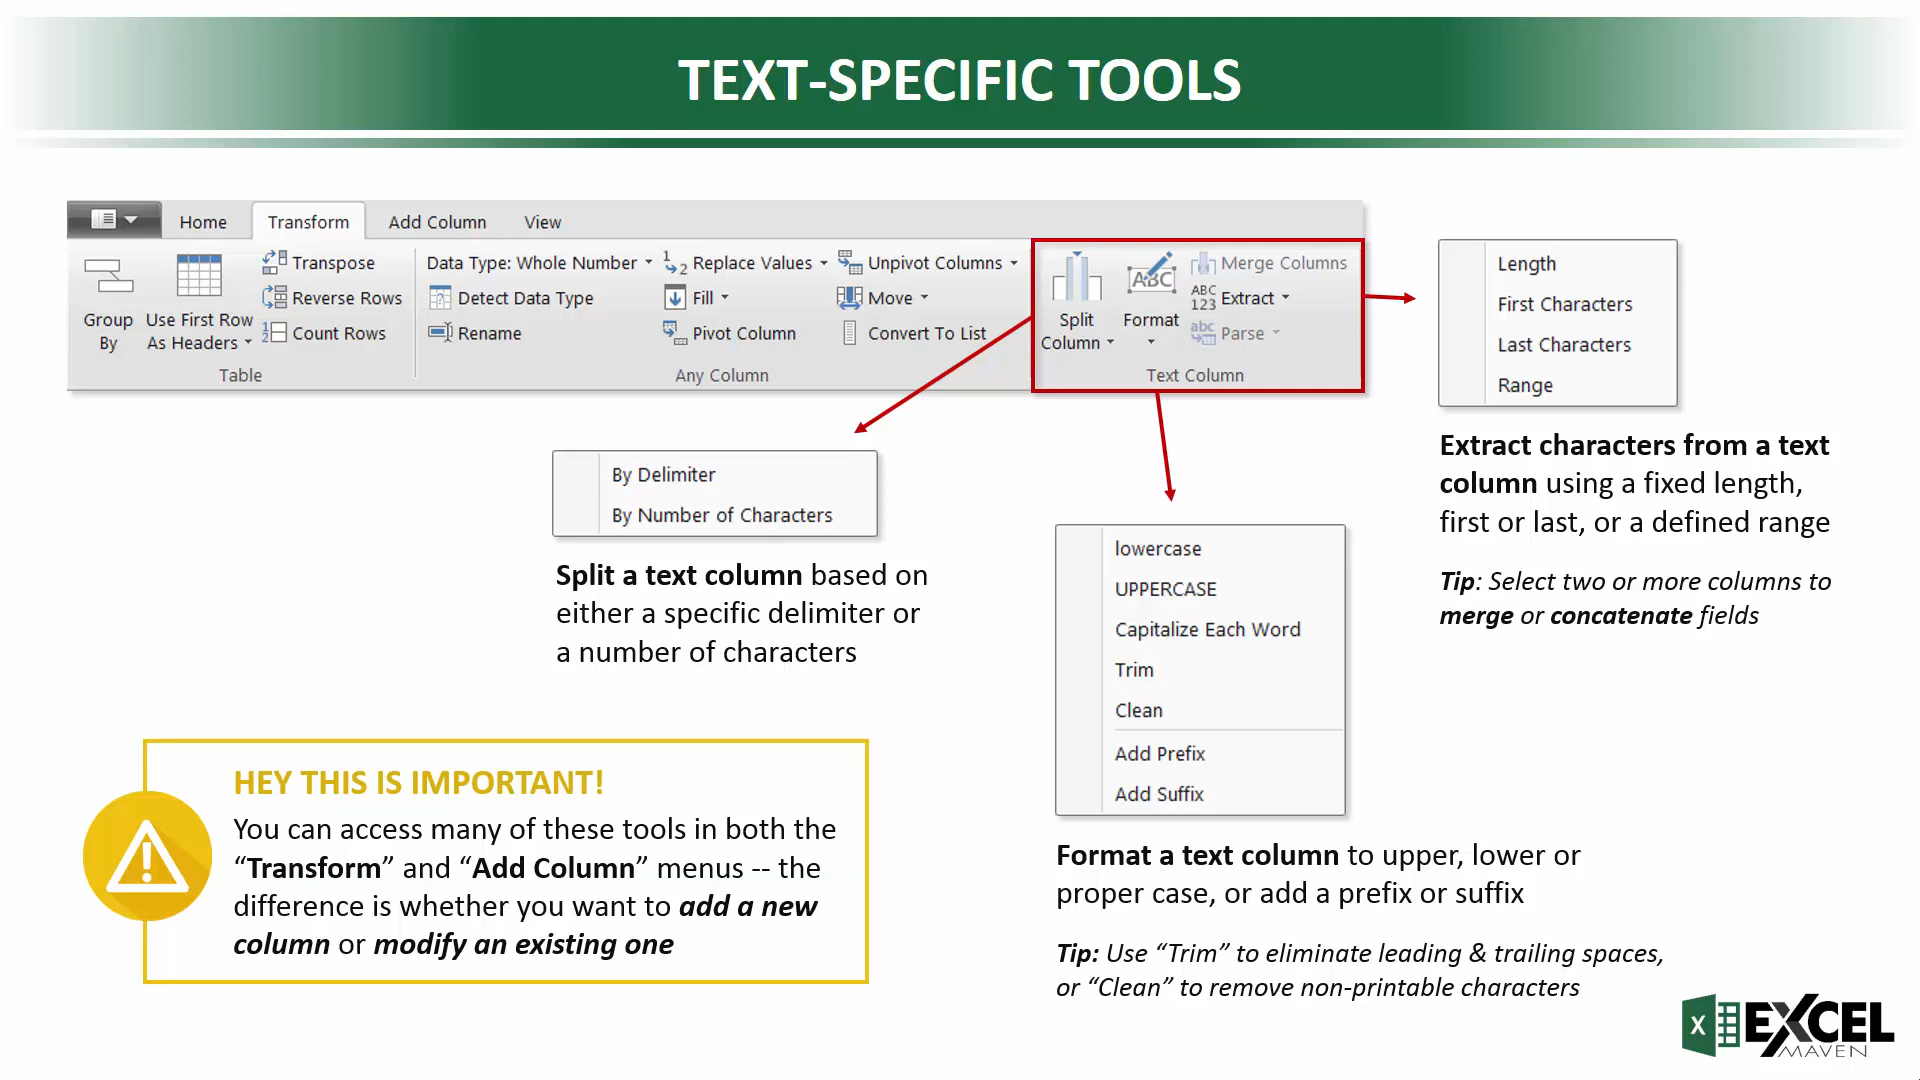 TEXT-SPECIFIC TOOLS
Home Transform Add Column View
Group By
Use First Row As Headers
Transpose
Reverse Rows
Count Rows
Table
Data Type: Whole Number
Detect Data Type
Rename
1 2 Replace Values
Fill
Pivot Column
Unpivot Columns
Move
Convert To List
Any Column
Split Column
ABC
Format
Merge Columns
ABC 123 Extract
abc Parse
Text Column
Length
First Characters
Last Characters
Range
Extract characters from a text
column using a fixed length,
first or last, or a defined range
Tip: Select two or more columns to
merge or concatenate fields
By Delimiter
By Number of Characters
Split a text column based on
either a specific delimiter or
a number of characters
lowercase
UPPERCASE
Capitalize Each Word
Trim
Clean
Add Prefix
Add Suffix
Format a text column to upper, lower or
proper case, or add a prefix or suffix
Tip: Use “Trim” to eliminate leading & trailing spaces,
or “Clean” to remove non-printable characters
HEY THIS IS IMPORTANT!
You can access many of these tools in both the
“Transform” and “Add Column” menus -- the
difference is whether you want to add a new
column or modify an existing one
X EXCEL
MAVEN